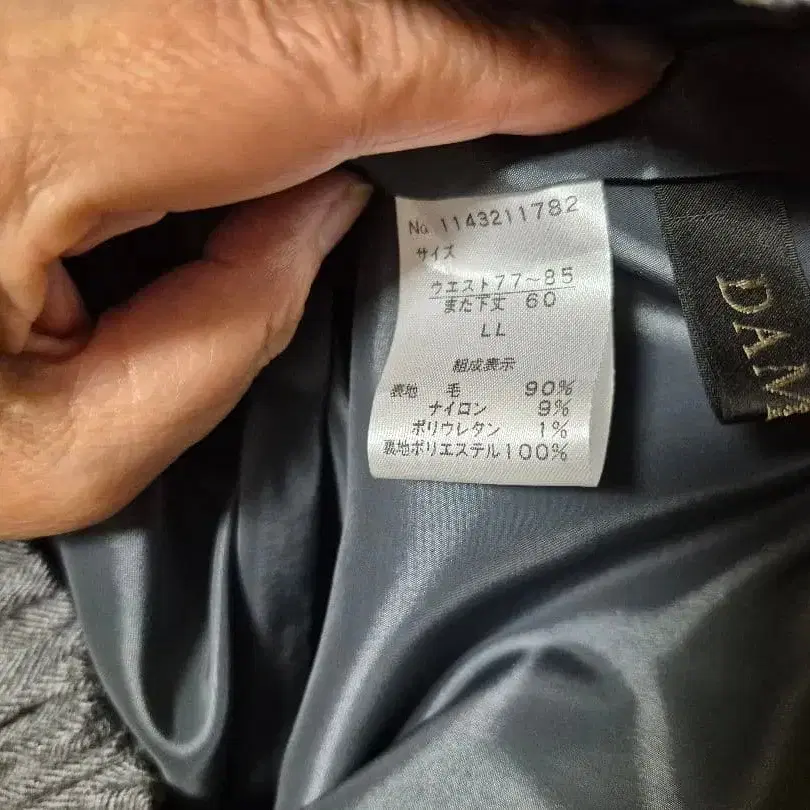 No. 1143211782
サイズ
ウエスト77~85
また下丈 60
LL
組成表示
表地 毛 90%
ナイロン 9%
ポリウレタン 1%
裏地ポリエステル100%
DAM